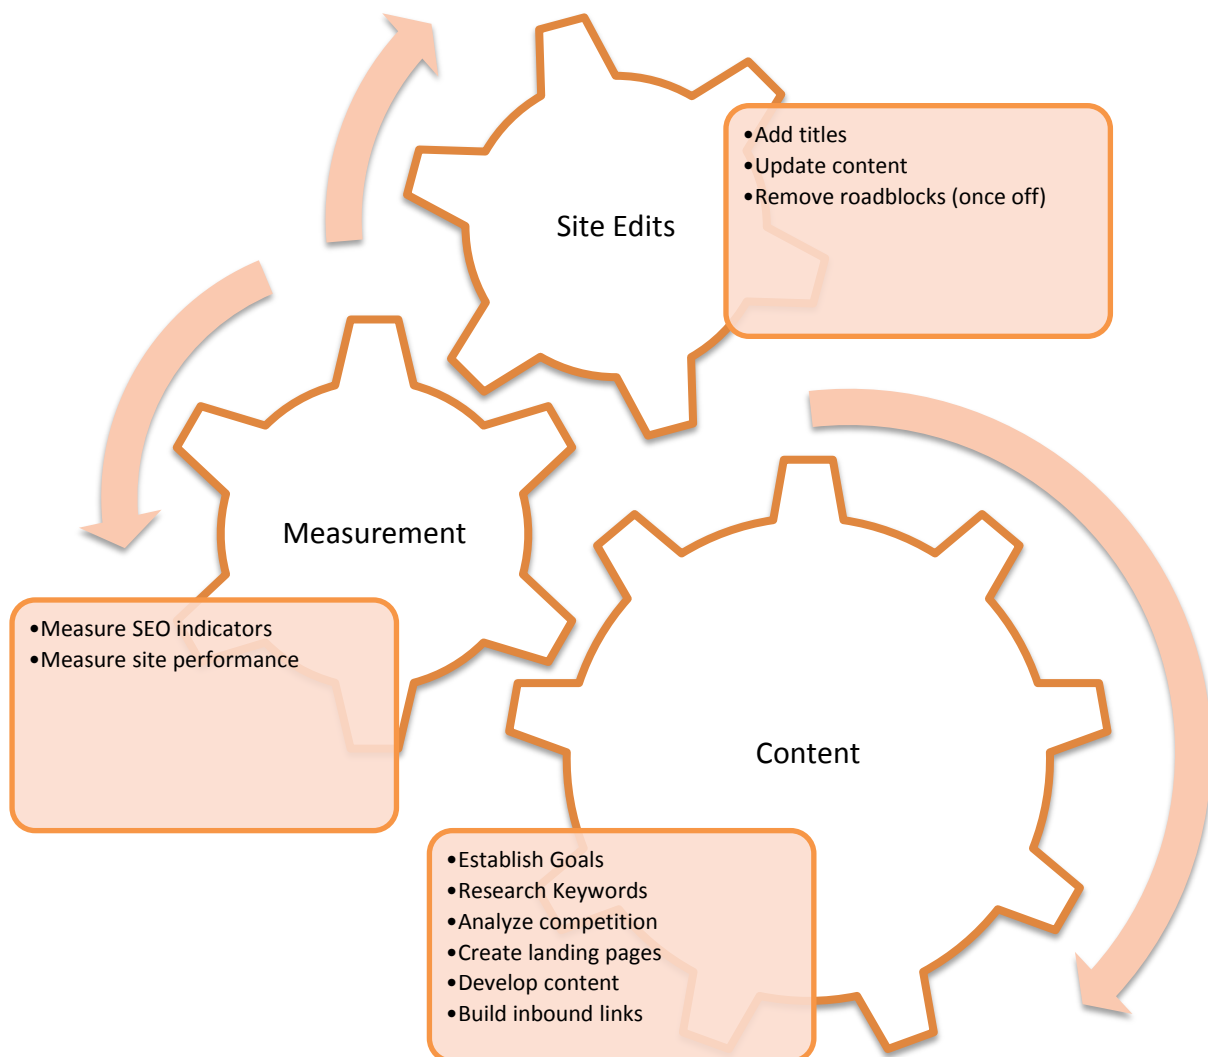 Site Edits
•Add titles
•Update content
•Remove roadblocks (once off)
Measurement
•Measure SEO indicators
•Measure site performance
Content
•Establish Goals
•Research Keywords
•Analyze competition
•Create landing pages
•Develop content
•Build inbound links